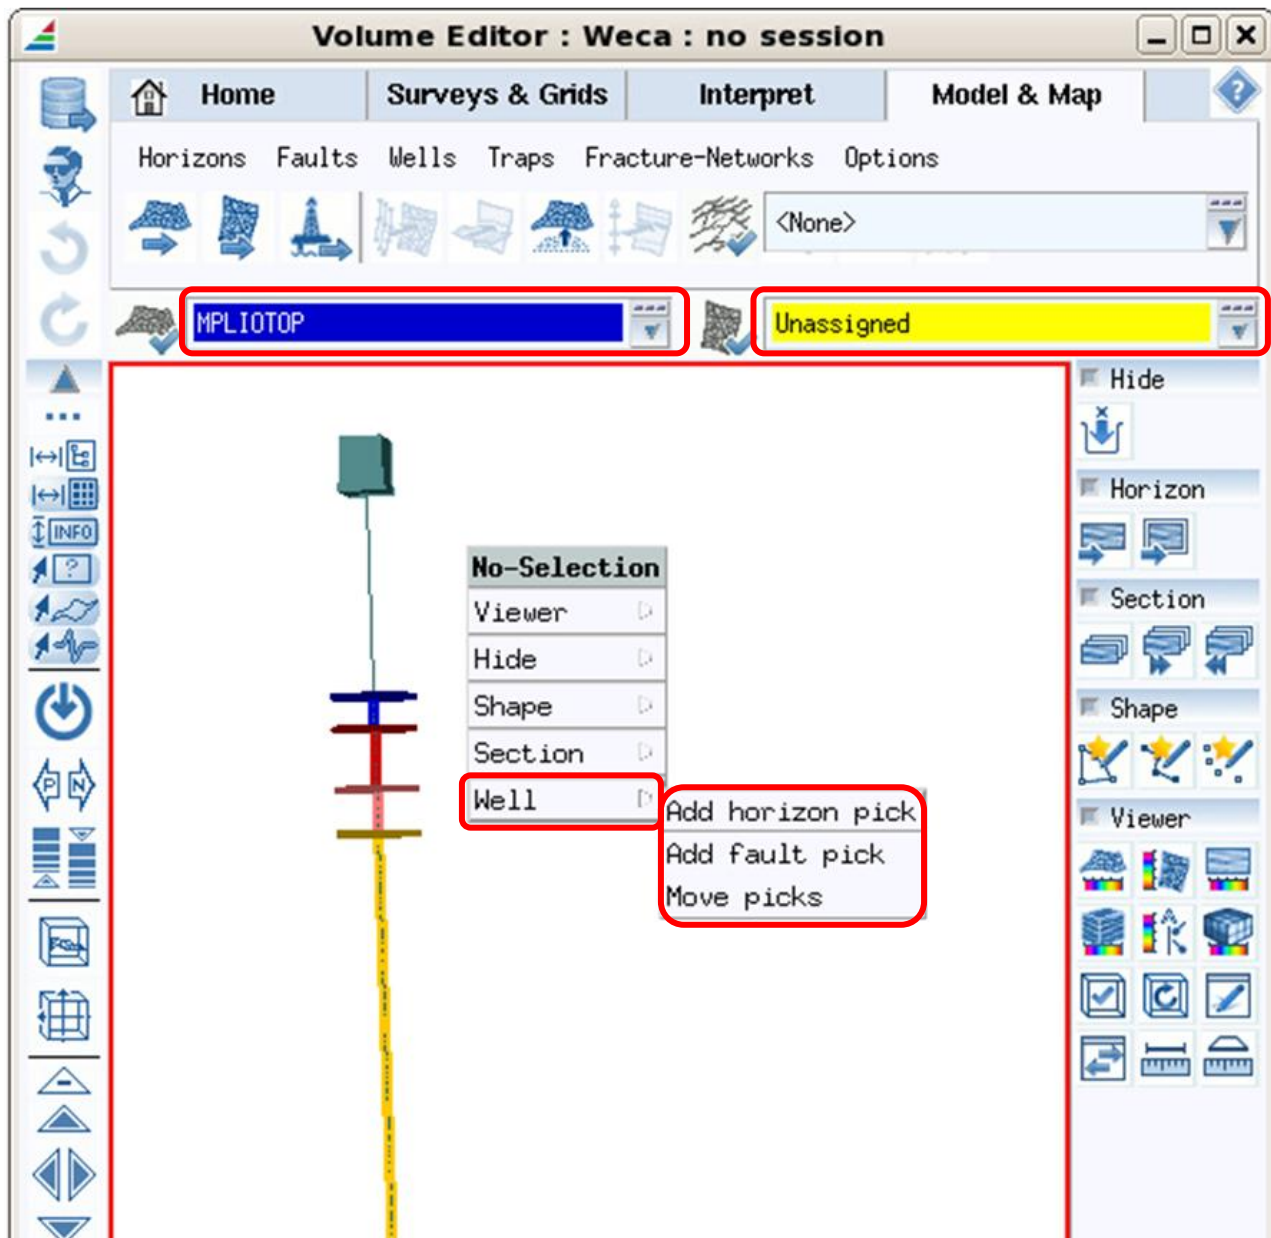 Volume Editor : Weca : no session
Home Surveys & Grids Interpret Model & Map ?
Horizons Faults Wells Traps Fracture-Networks Options
<None>
MPLIOTOP Unassigned
Hide
Horizon
INFO
?
No-Selection
Viewer
Hide
Shape
Section
Well
Add horizon pick
Add fault pick
Move picks
Section
Shape
P N
Viewer